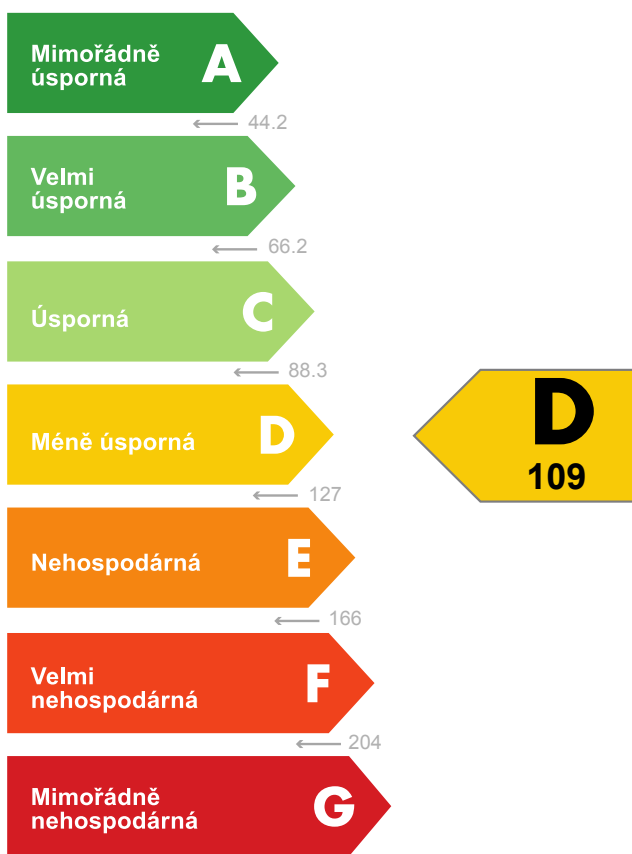 Mimořádně
úsporná
A
44.2
Velmi
úsporná
B
66.2
Úsporná
C
88.3
Méně úsporná
D
D
109
127
Nehospodárná
E
166
Velmi
nehospodárná
F
204
Mimořádně
nehospodárná
G